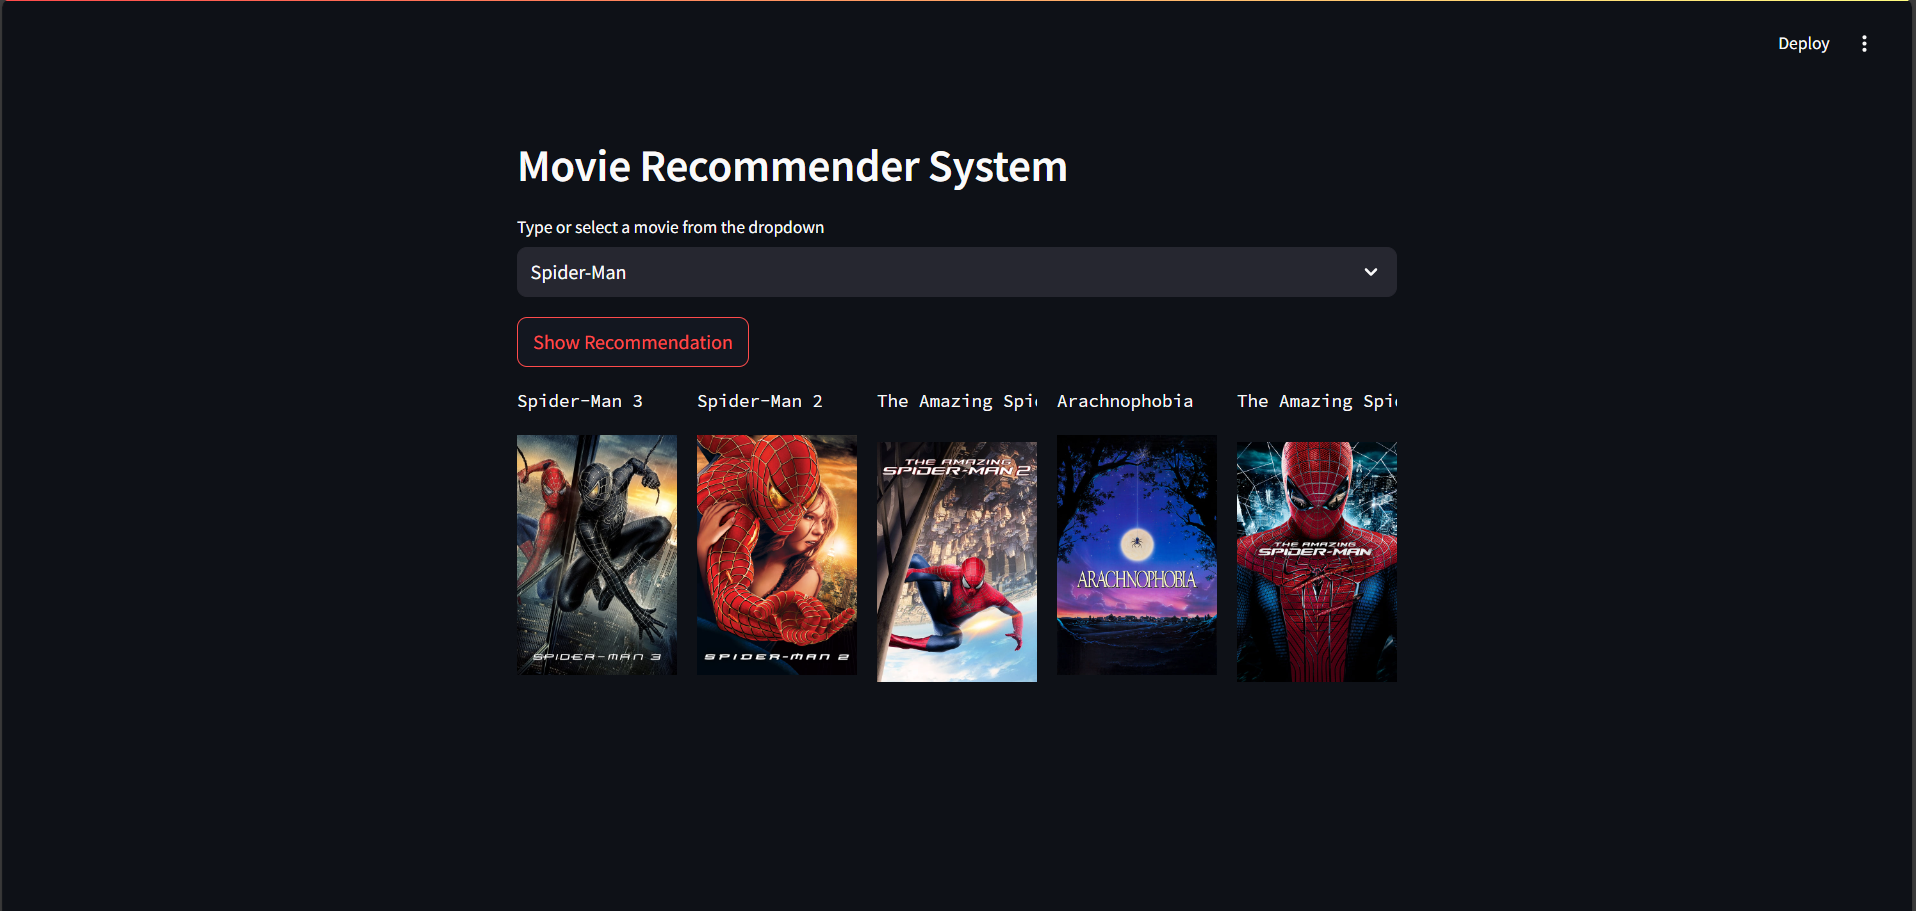 Deploy
Movie Recommender System
Type or select a movie from the dropdown
Spider-Man
Show Recommendation
Spider-Man 3
Spider-Man 2
The Amazing Spi
Arachnophobia
The Amazing Spi
SPIDER-MAN 3
SPIDER-MAN 2
THE AMAZING
SPIDER-MAN 2
ARACHNOPHOBIA
THE AMAZING
SPIDER-MAN